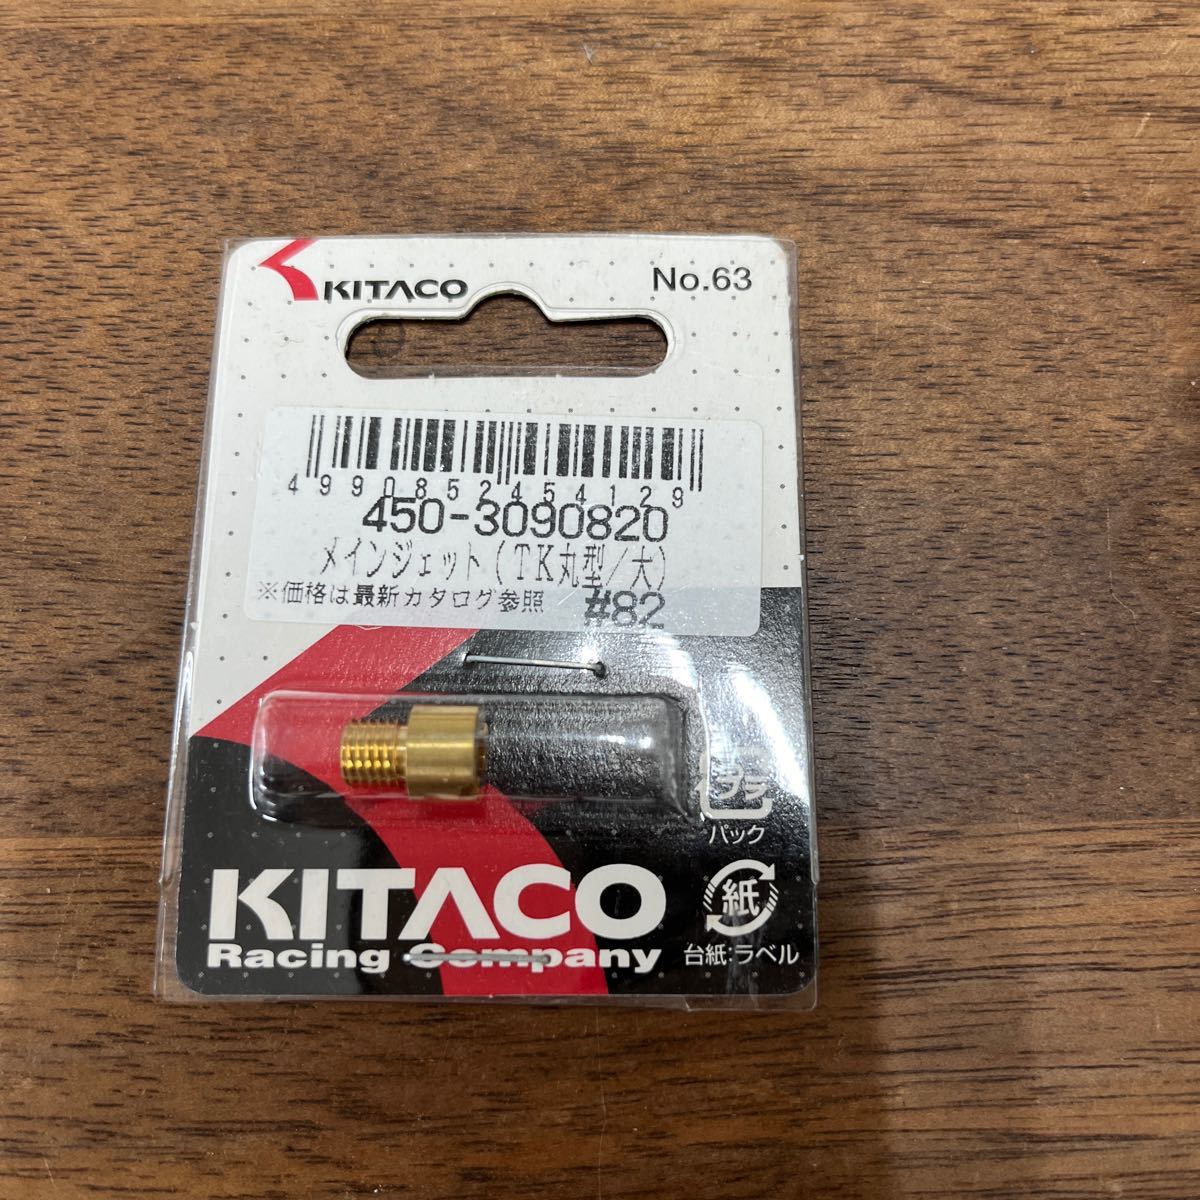 KITACO
No.63
4990852454129
450-3090820
メインジェット(TK丸型/大)
※価格は最新カタログ参照 #82
プラ
パック
紙
台紙:ラベル
KITACO
Racing Company